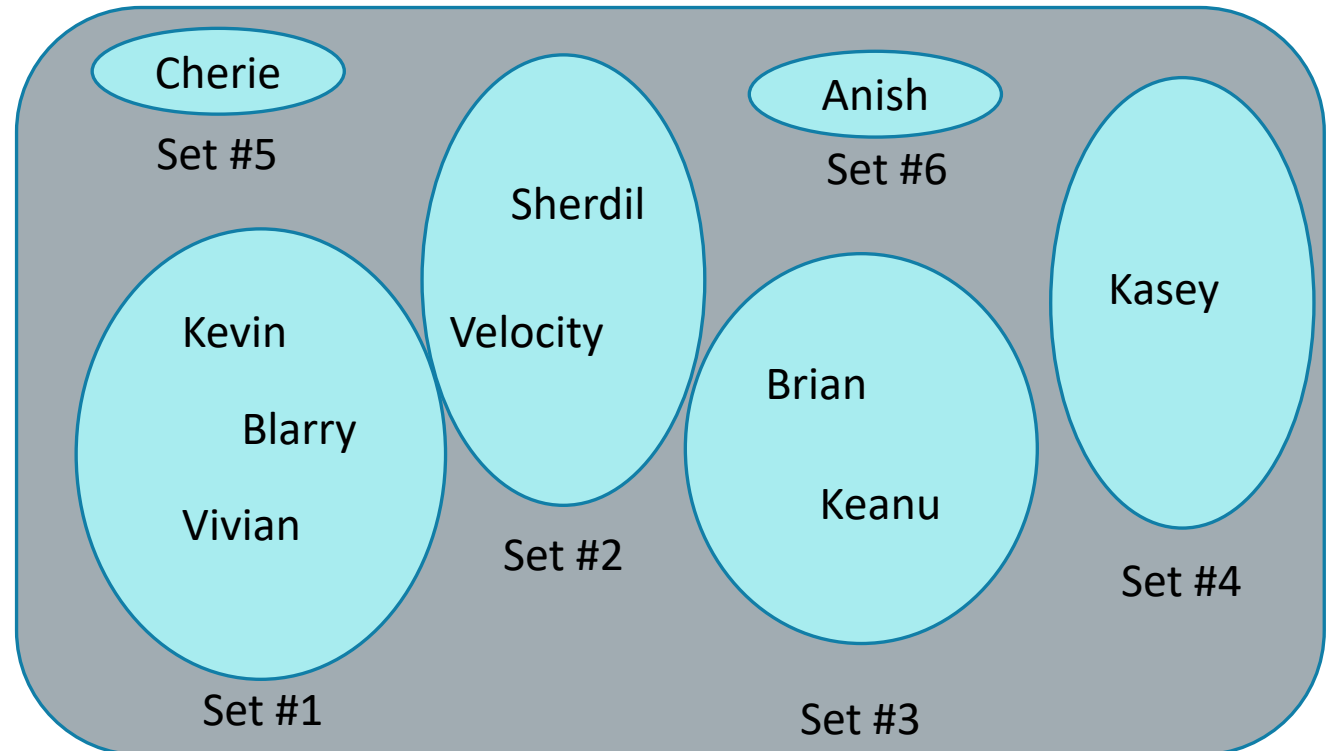 Cherie
Set #5
Sherdil
Velocity
Set #2
Anish
Set #6
Kasey
Set #4
Kevin
Blarry
Vivian
Set #1
Brian
Keanu
Set #3